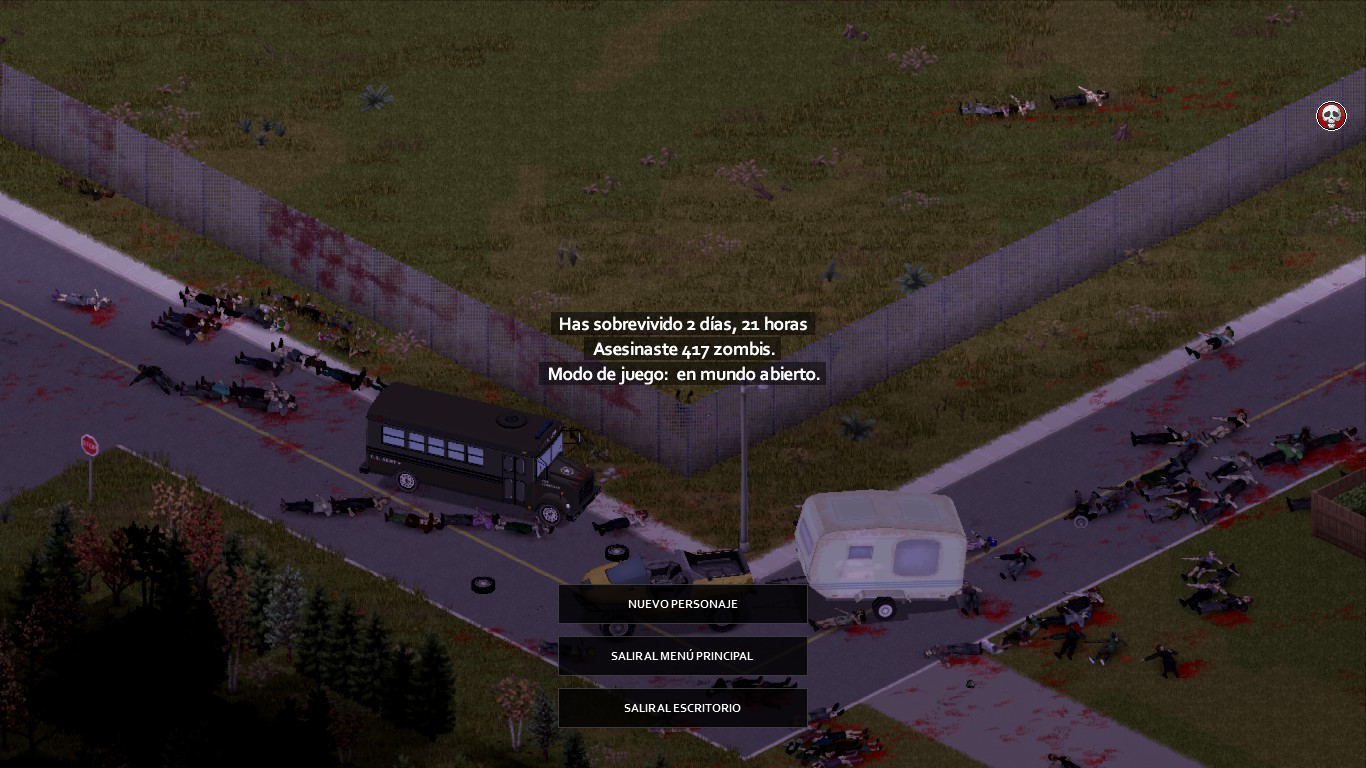 Has sobrevivido 2 días, 21 horas
Asesinaste 417 zombis.
Modo de juego: en mundo abierto.
STOP
NUEVO PERSONAJE
SALIR AL MENÚ PRINCIPAL
SALIR AL ESCRITORIO